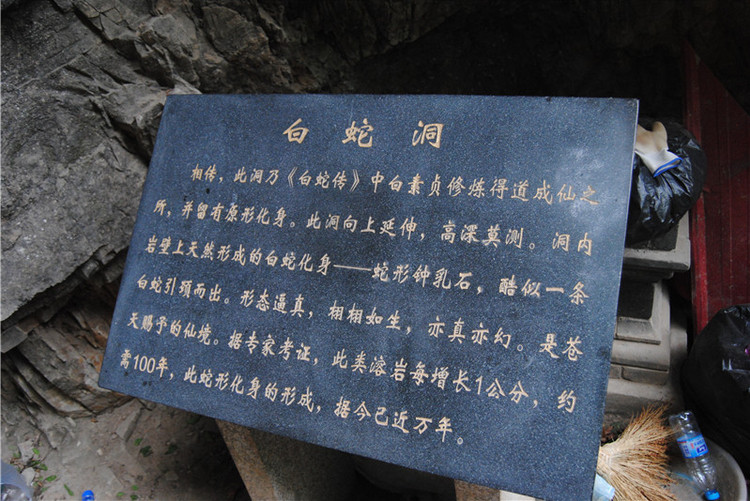 白蛇洞
相传，此洞乃《白蛇传》中白素贞修炼得道成仙之
所，并留有原形化身。此洞向上延伸，高深莫测。洞内
岩壁上天然形成的白蛇化身——蛇形钟乳石，酷似一条
白蛇引颈而出。形态逼真，栩栩如生，亦真亦幻。是苍
天赐予的仙境。据专家考证，此类溶岩每增长1公分，约
需100年，此蛇形化身的形成，据今已近万年。